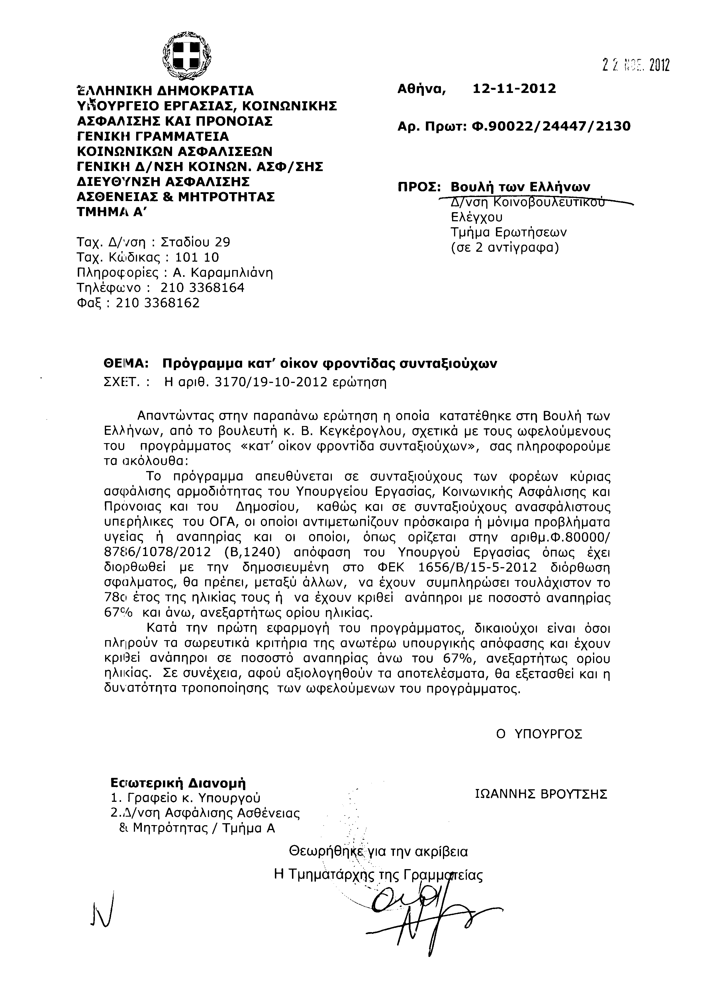 22 ΝΟΕ. 2012
ΕΛΛΗΝΙΚΗ ΔΗΜΟΚΡΑΤΙΑ
ΥΠΟΥΡΓΕΙΟ ΕΡΓΑΣΙΑΣ, ΚΟΙΝΩΝΙΚΗΣ
ΑΣΦΑΛΙΣΗΣ ΚΑΙ ΠΡΟΝΟΙΑΣ
ΓΕΝΙΚΗ ΓΡΑΜΜΑΤΕΙΑ
ΚΟΙΝΩΝΙΚΩΝ ΑΣΦΑΛΙΣΕΩΝ
ΓΕΝΙΚΗ Δ/ΝΣΗ ΚΟΙΝΩΝ. ΑΣΦ/ΣΗΣ
ΔΙΕΥΘΥΝΣΗ ΑΣΦΑΛΙΣΗΣ
ΑΣΘΕΝΕΙΑΣ & ΜΗΤΡΟΤΗΤΑΣ
ΤΜΗΜΑ Α'
Ταχ. Δ/νση : Σταδίου 29
Ταχ. Κώδικας : 101 10
Πληροφορίες : Α. Καραμπλιάνη
Τηλέφωνο : 210 3368164
Φαξ : 210 3368162
Αθήνα, 12-11-2012
Αρ. Πρωτ: Φ.90022/24447/2130
ΠΡΟΣ: Βουλή των Ελλήνων
Δ/νση Κοινοβουλευτικού
Ελέγχου
Τμήμα Ερωτήσεων
(σε 2 αντίγραφα)
ΘΕΜΑ: Πρόγραμμα κατ' οίκον φροντίδας συνταξιούχων
ΣΧΕΤ. : Η αριθ. 3170/19-10-2012 ερώτηση
Απαντώντας στην παραπάνω ερώτηση η οποία κατατέθηκε στη Βουλή των
Ελλήνων, από το βουλευτή κ. Β. Κεγκέρογλου, σχετικά με τους ωφελούμενους
του προγράμματος «κατ' οίκον φροντίδα συνταξιούχων», σας πληροφορούμε
τα ακόλουθα:
Το πρόγραμμα απευθύνεται σε συνταξιούχους των φορέων κύριας
ασφάλισης αρμοδιότητας του Υπουργείου Εργασίας, Κοινωνικής Ασφάλισης και
Πρόνοιας και του Δημοσίου, καθώς και σε συνταξιούχους ανασφάλιστους
υπερήλικες του ΟΓΑ, οι οποίοι αντιμετωπίζουν πρόσκαιρα ή μόνιμα προβλήματα
υγείας ή αναπηρίας και οι οποίοι, όπως ορίζεται στην αριθμ.Φ.80000/
8786/1078/2012 (Β,1240) απόφαση του Υπουργού Εργασίας όπως έχει
διορθωθεί με την δημοσιευμένη στο ΦΕΚ 1656/Β/15-5-2012 διόρθωση
σφάλματος, θα πρέπει, μεταξύ άλλων, να έχουν συμπληρώσει τουλάχιστον το
78ο έτος της ηλικίας τους ή να έχουν κριθεί ανάπηροι με ποσοστό αναπηρίας
67% και άνω, ανεξαρτήτως ορίου ηλικίας.
Κατά την πρώτη εφαρμογή του προγράμματος, δικαιούχοι είναι όσοι
πληρούν τα σωρευτικά κριτήρια της ανωτέρω υπουργικής απόφασης και έχουν
κριθεί ανάπηροι σε ποσοστό αναπηρίας άνω του 67%, ανεξαρτήτως ορίου
ηλικίας. Σε συνέχεια, αφού αξιολογηθούν τα αποτελέσματα, θα εξετασθεί και η
δυνατότητα τροποποίησης των ωφελούμενων του προγράμματος.
Ο ΥΠΟΥΡΓΟΣ
ΙΩΑΝΝΗΣ ΒΡΟΥΤΣΗΣ
Εσωτερική Διανομή
1. Γραφείο κ. Υπουργού
2.Δ/νση Ασφάλισης Ασθένειας
& Μητρότητας / Τμήμα Α
Θεωρήθηκε για την ακρίβεια
Η Τμηματάρχης της Γραμματείας